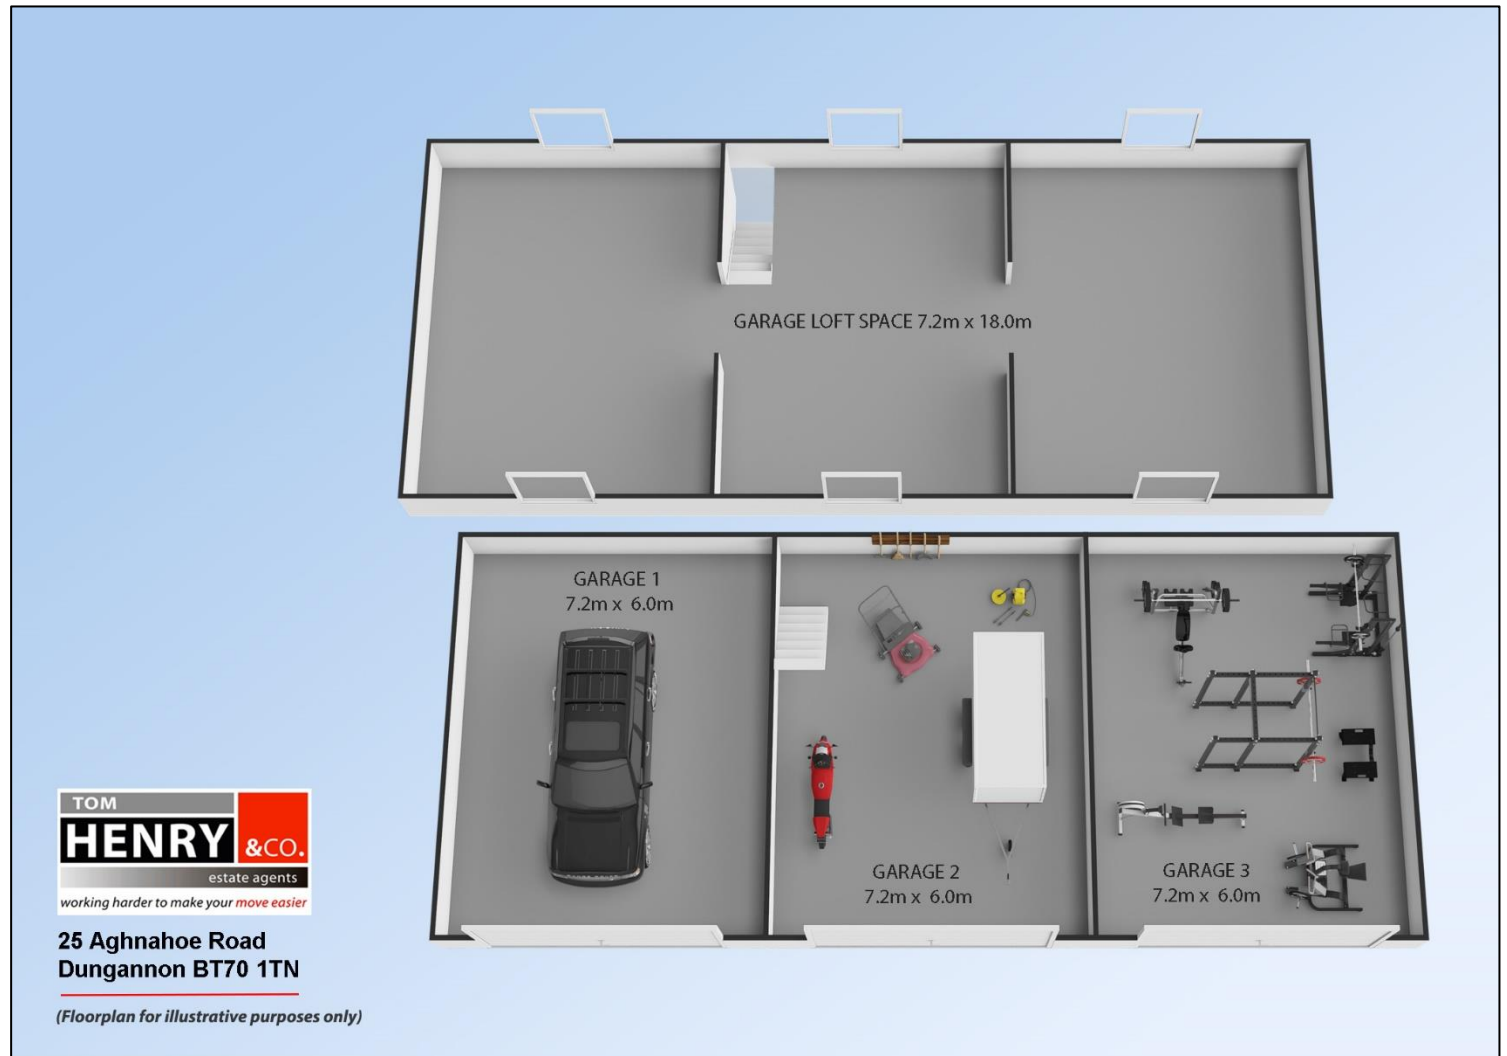 GARAGE LOFT SPACE 7.2m x 18.0m
GARAGE 1
7.2m x 6.0m
GARAGE 2
7.2m x 6.0m
GARAGE 3
7.2m x 6.0m
TOM
HENRY &CO.
estate agents
working harder to make your move easier
25 Aghnahoe Road
Dungannon BT70 1TN
(Floorplan for illustrative purposes only)